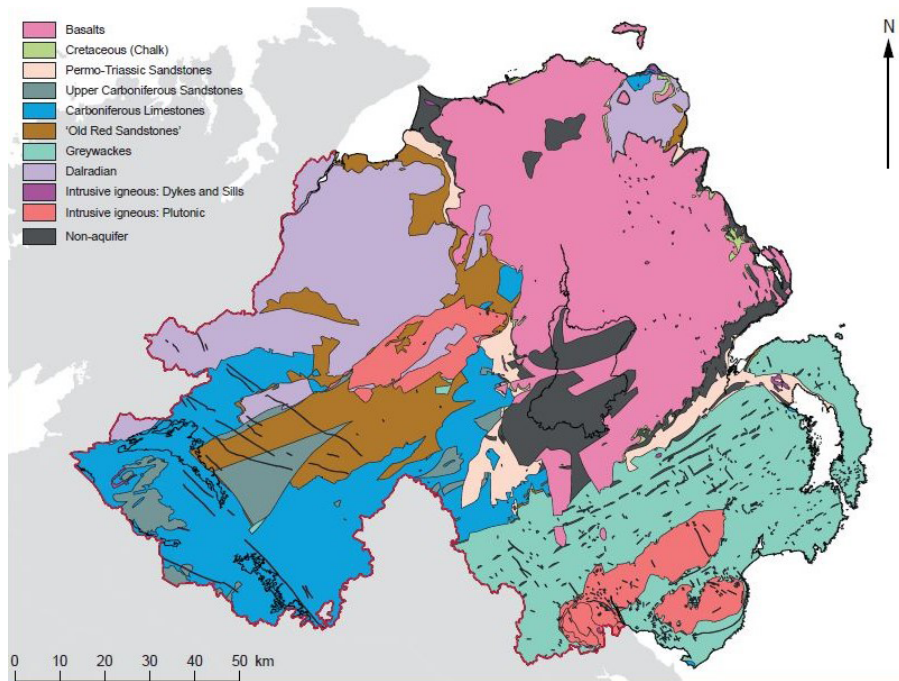 Basalts
Cretaceous (Chalk)
Permo-Triassic Sandstones
Upper Carboniferous Sandstones
Carboniferous Limestones
'Old Red Sandstones'
Greywackes
Dalradian
Intrusive igneous: Dykes and Sills
Intrusive igneous: Plutonic
Non-aquifer
N
0 10 20 30 40 50 km